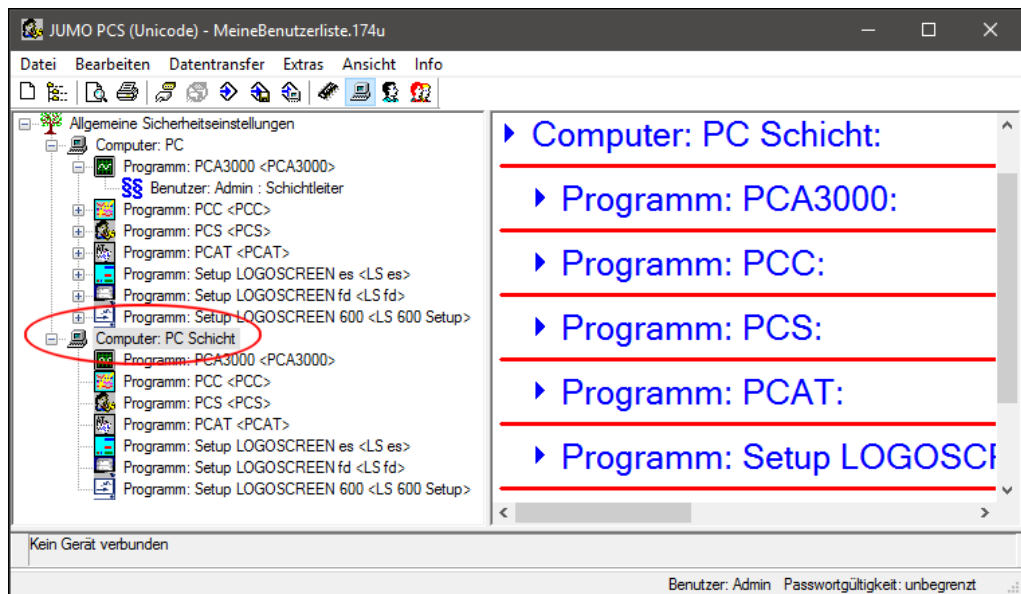 JUMO PCS (Unicode) - MeineBenutzerliste.174u
Datei Bearbeiten Datentransfer Extras Ansicht Info
Allgemeine Sicherheitseinstellungen
Computer: PC
Programm: PCA3000 <PCA3000>
§§ Benutzer: Admin : Schichtleiter
Programm: PCC <PCC>
Programm: PCS <PCS>
Programm: PCAT <PCAT>
Programm: Setup LOGOSCREEN es <LS es>
Programm: Setup LOGOSCREEN fd <LS fd>
Programm: Setup LOGOSCREEN 600 <LS 600 Setup>
Computer: PC Schicht
Programm: PCA3000 <PCA3000>
Programm: PCC <PCC>
Programm: PCS <PCS>
Programm: PCAT <PCAT>
Programm: Setup LOGOSCREEN es <LS es>
Programm: Setup LOGOSCREEN fd <LS fd>
Programm: Setup LOGOSCREEN 600 <LS 600 Setup>
Computer: PC Schicht:
Programm: PCA3000:
Programm: PCC:
Programm: PCS:
Programm: PCAT:
Programm: Setup LOGOSCR
Kein Gerät verbunden
Benutzer: Admin Passwortgültigkeit: unbegrenzt